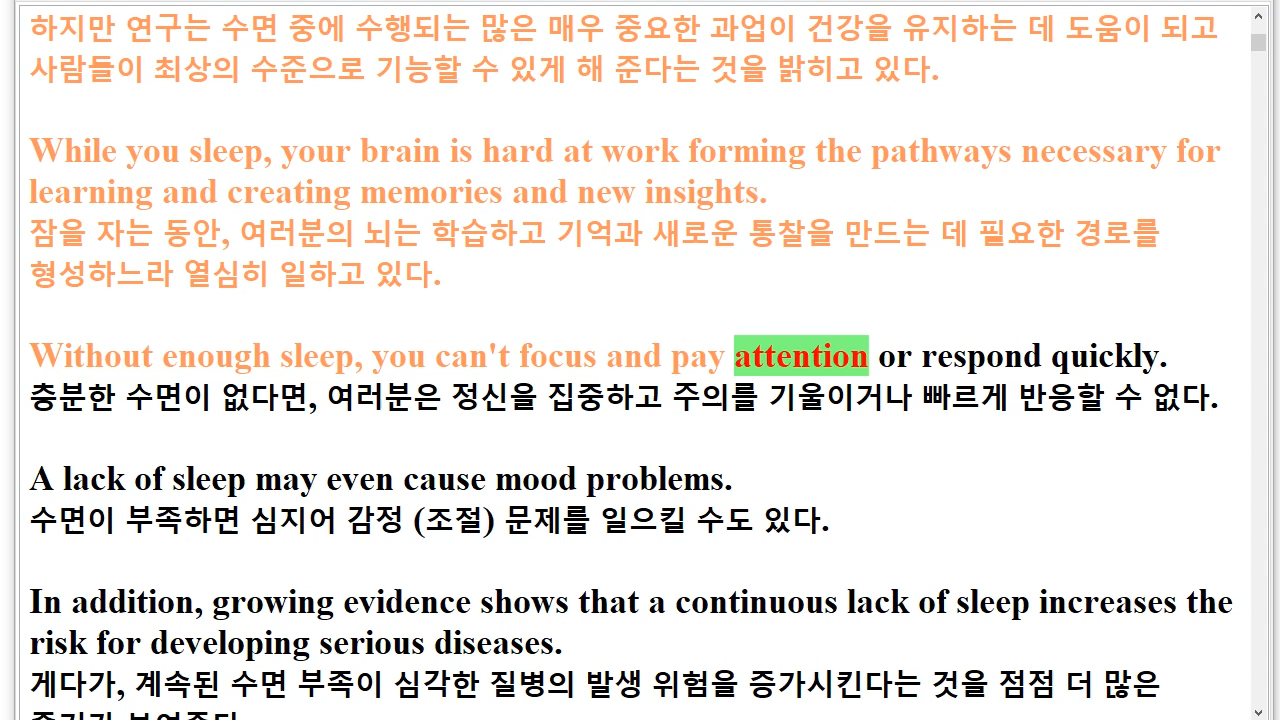 하지만 연구는 수면 중에 수행되는 많은 매우 중요한 과업이 건강을 유지하는 데 도움이 되고
사람들이 최상의 수준으로 기능할 수 있게 해 준다는 것을 밝히고 있다.
While you sleep, your brain is hard at work forming the pathways necessary for
learning and creating memories and new insights.
잠을 자는 동안, 여러분의 뇌는 학습하고 기억과 새로운 통찰을 만드는 데 필요한 경로를
형성하느라 열심히 일하고 있다.
Without enough sleep, you can't focus and pay attention or respond quickly.
충분한 수면이 없다면, 여러분은 정신을 집중하고 주의를 기울이거나 빠르게 반응할 수 없다.
A lack of sleep may even cause mood problems.
수면이 부족하면 심지어 감정 (조절) 문제를 일으킬 수도 있다.
In addition, growing evidence shows that a continuous lack of sleep increases the
risk for developing serious diseases.
게다가, 계속된 수면 부족이 심각한 질병의 발생 위험을 증가시킨다는 것을 점점 더 많은